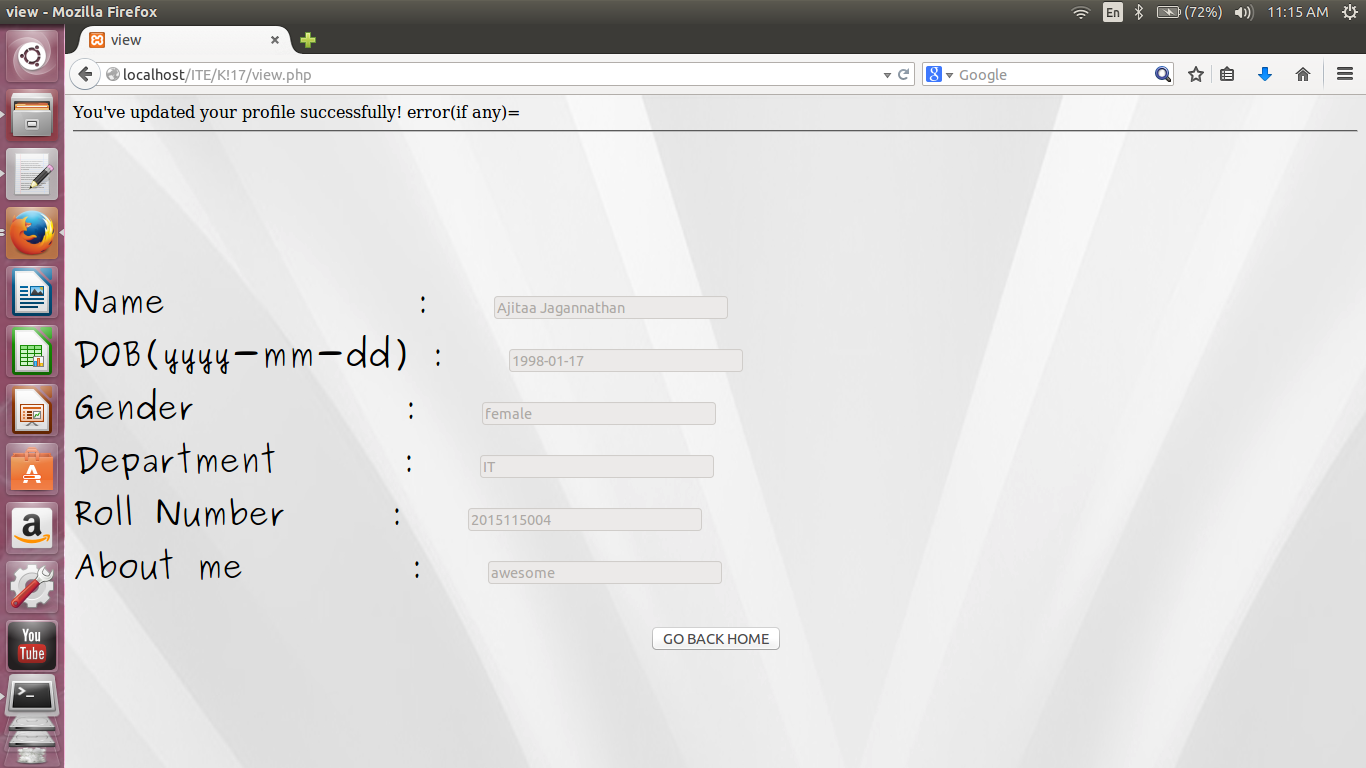 view - Mozilla Firefox
En
(72%)
11:15 AM
view
localhost/ITE/K!17/view.php
Google
You've updated your profile successfully! error(if any)=
Name : Ajitaa Jagannathan
DOB(yyyy-mm-dd) : 1998-01-17
Gender : female
Department : IT
Roll Number : 2015115004
About me : awesome
GO BACK HOME
You
Tube